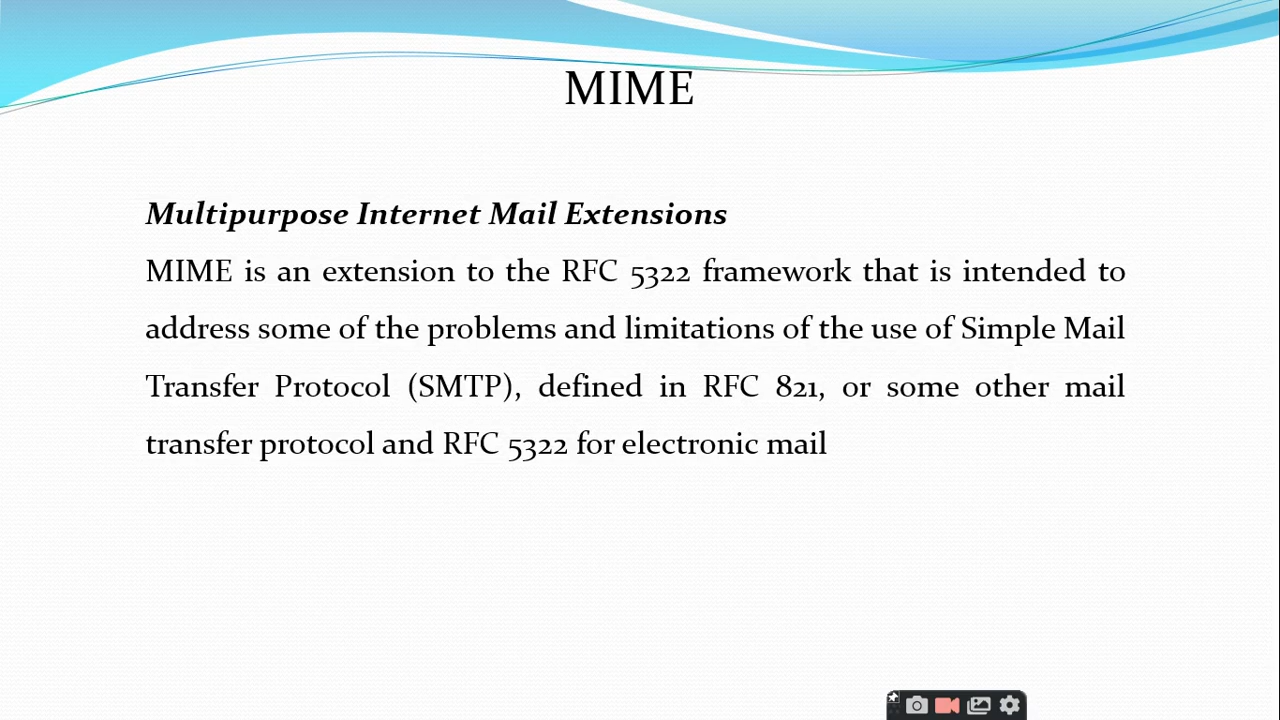 MIME
Multipurpose Internet Mail Extensions
MIME is an extension to the RFC 5322 framework that is intended to
address some of the problems and limitations of the use of Simple Mail
Transfer Protocol (SMTP), defined in RFC 821, or some other mail
transfer protocol and RFC 5322 for electronic mail